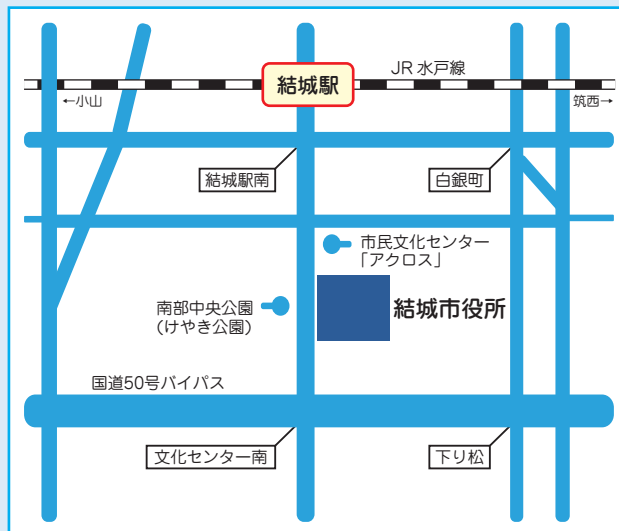 JR 水戸線
結城駅
←小山
筑西→
結城駅南
白銀町
市民文化センター
「アクロス」
南部中央公園
(けやき公園)
結城市役所
国道50号バイパス
文化センター南
下り松